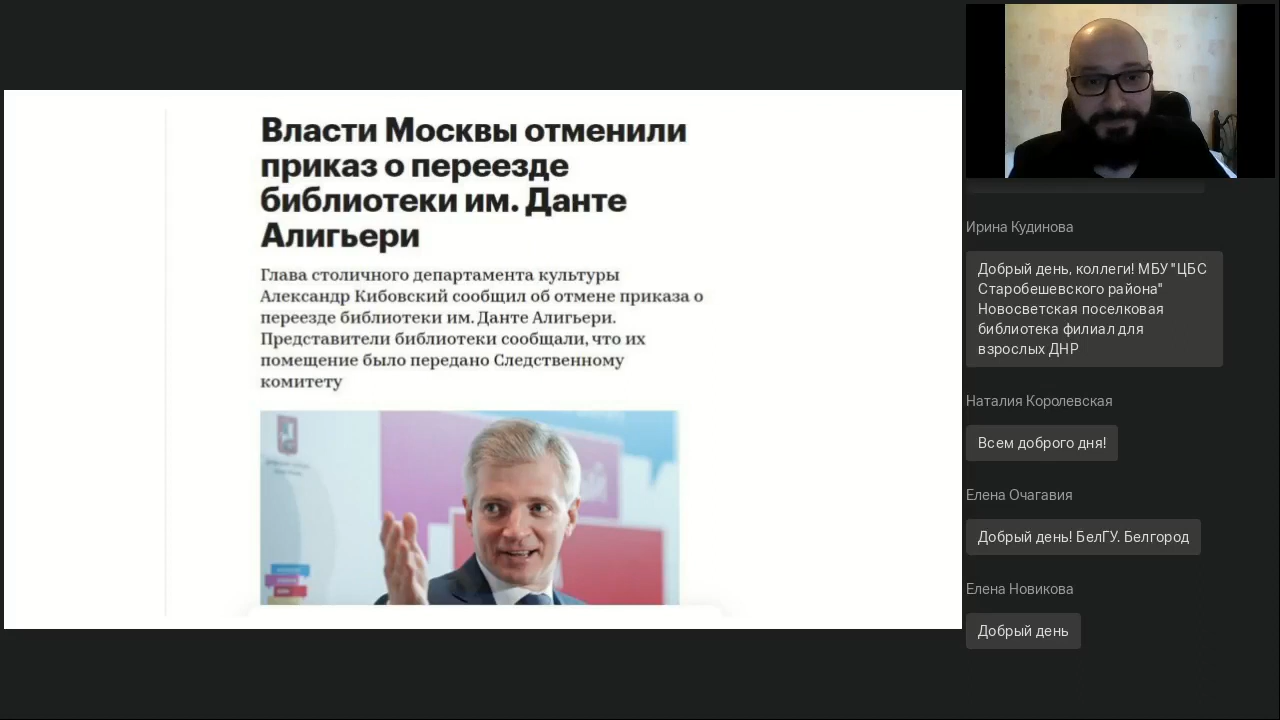 Власти Москвы отменили
приказ о переезде
библиотеки им. Данте
Алигьери
Глава столичного департамента культуры
Александр Кибовский сообщил об отмене приказа о
переезде библиотеки им. Данте Алигьери.
Представители библиотеки сообщали, что их
помещение было передано Следственному
комитету
Ирина Кудинова
Добрый день, коллеги! МБУ "ЦБС
Старобешевского района"
Новосветская поселковая
библиотека филиал для
взрослых ДНР
Наталия Королевская
Всем доброго дня!
Елена Очагавия
Добрый день! БелГУ. Белгород
Елена Новикова
Добрый день